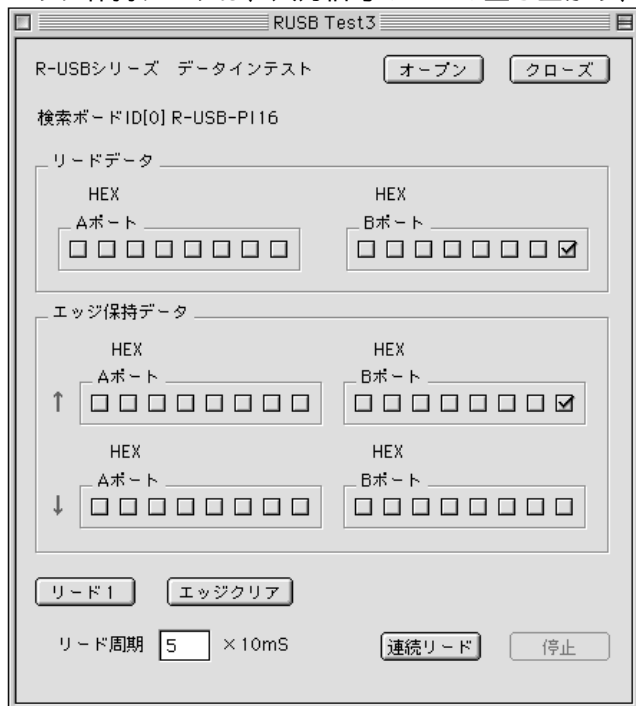 RUSB Test3
R-USBシリーズ データインテスト オープン クローズ
検索ボードID[0] R-USB-PI16
リードデータ
HEX HEX
Aポート Bポート
エッジ保持データ
HEX HEX
Aポート Bポート
↑
HEX HEX
Aポート Bポート
↓
リード1 エッジクリア
リード周期 5 ×10mS 連続リード 停止